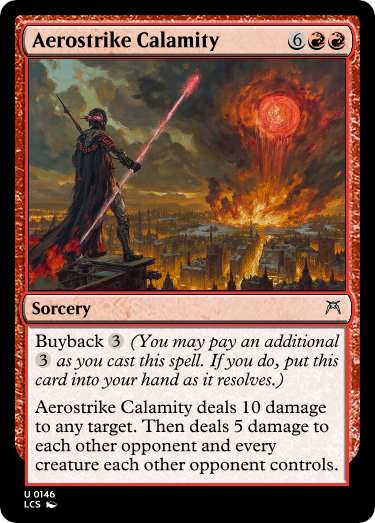 Aerostrike Calamity 6
Sorcery
Buyback 3 (You may pay an additional
3 as you cast this spell. If you do, put this
card into your hand as it resolves.)
Aerostrike Calamity deals 10 damage
to any target. Then deals 5 damage to
each other opponent and every
creature each other opponent controls.
U 0146
LCS